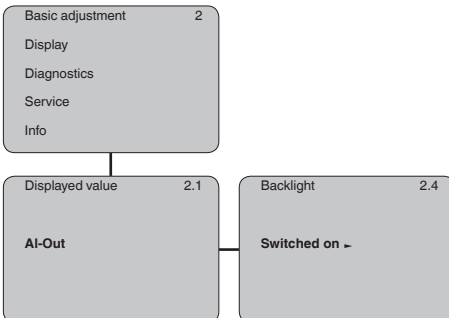 Basic adjustment 2
Display
Diagnostics
Service
Info
Displayed value 2.1
AI-Out
Backlight 2.4
Switched on ►